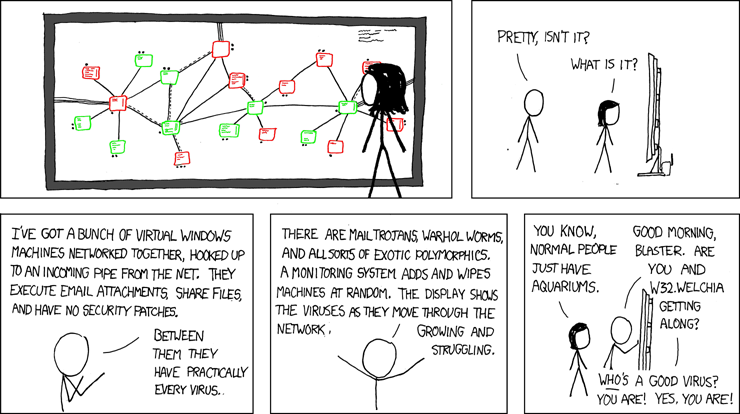 PRETTY, ISN'T IT?
WHAT IS IT?
I'VE GOT A BUNCH OF VIRTUAL WINDOWS
MACHINES NETWORKED TOGETHER, HOOKED UP
TO AN INCOMING PIPE FROM THE NET. THEY
EXECUTE EMAIL ATTACHMENTS, SHARE FILES,
AND HAVE NO SECURITY PATCHES.
BETWEEN
THEM THEY
HAVE PRACTICALLY
EVERY VIRUS.
THERE ARE MAIL TROJANS, WARHOL WORMS,
AND ALL SORTS OF EXOTIC POLYMORPHICS.
A MONITORING SYSTEM ADDS AND WIPES
MACHINES AT RANDOM. THE DISPLAY SHOWS
THE VIRUSES AS THEY MOVE THROUGH THE
NETWORK,
GROWING AND
STRUGGLING.
YOU KNOW,
NORMAL PEOPLE
JUST HAVE
AQUARIUMS.
GOOD MORNING,
BLASTER. ARE
YOU AND
W32.WELCHIA
GETTING
ALONG?
WHO'S A GOOD VIRUS?
YOU ARE! YES, YOU ARE!